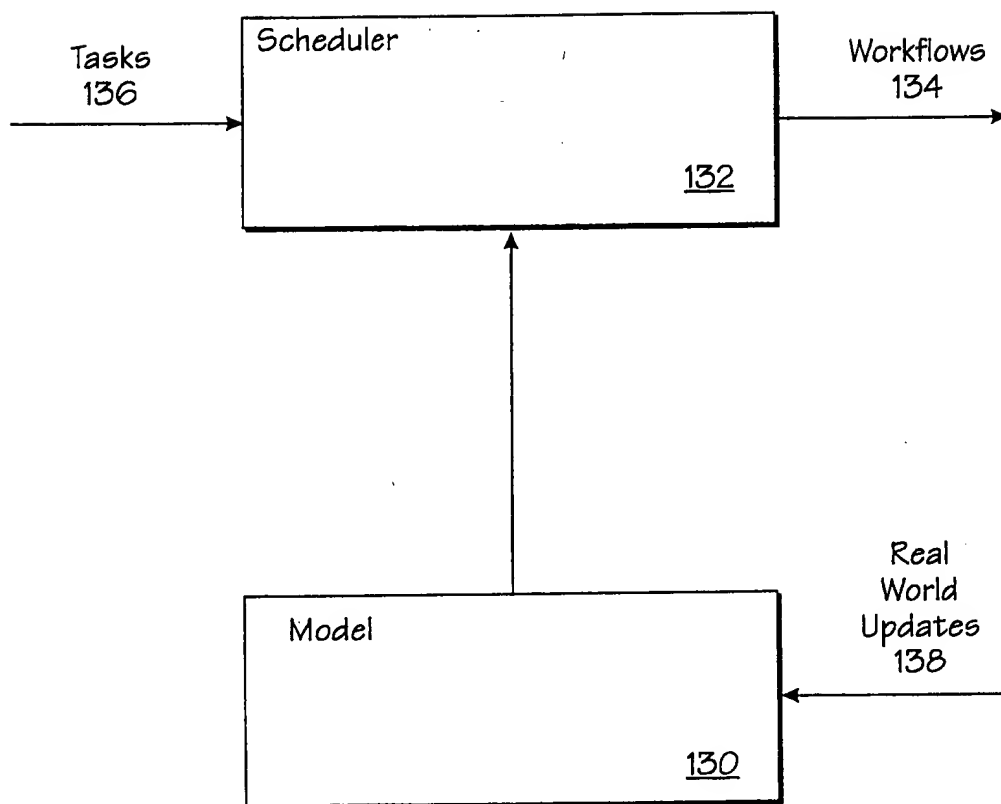 Scheduler
Tasks
136
Workflows
134
132
Real
World
Updates
138
Model
130